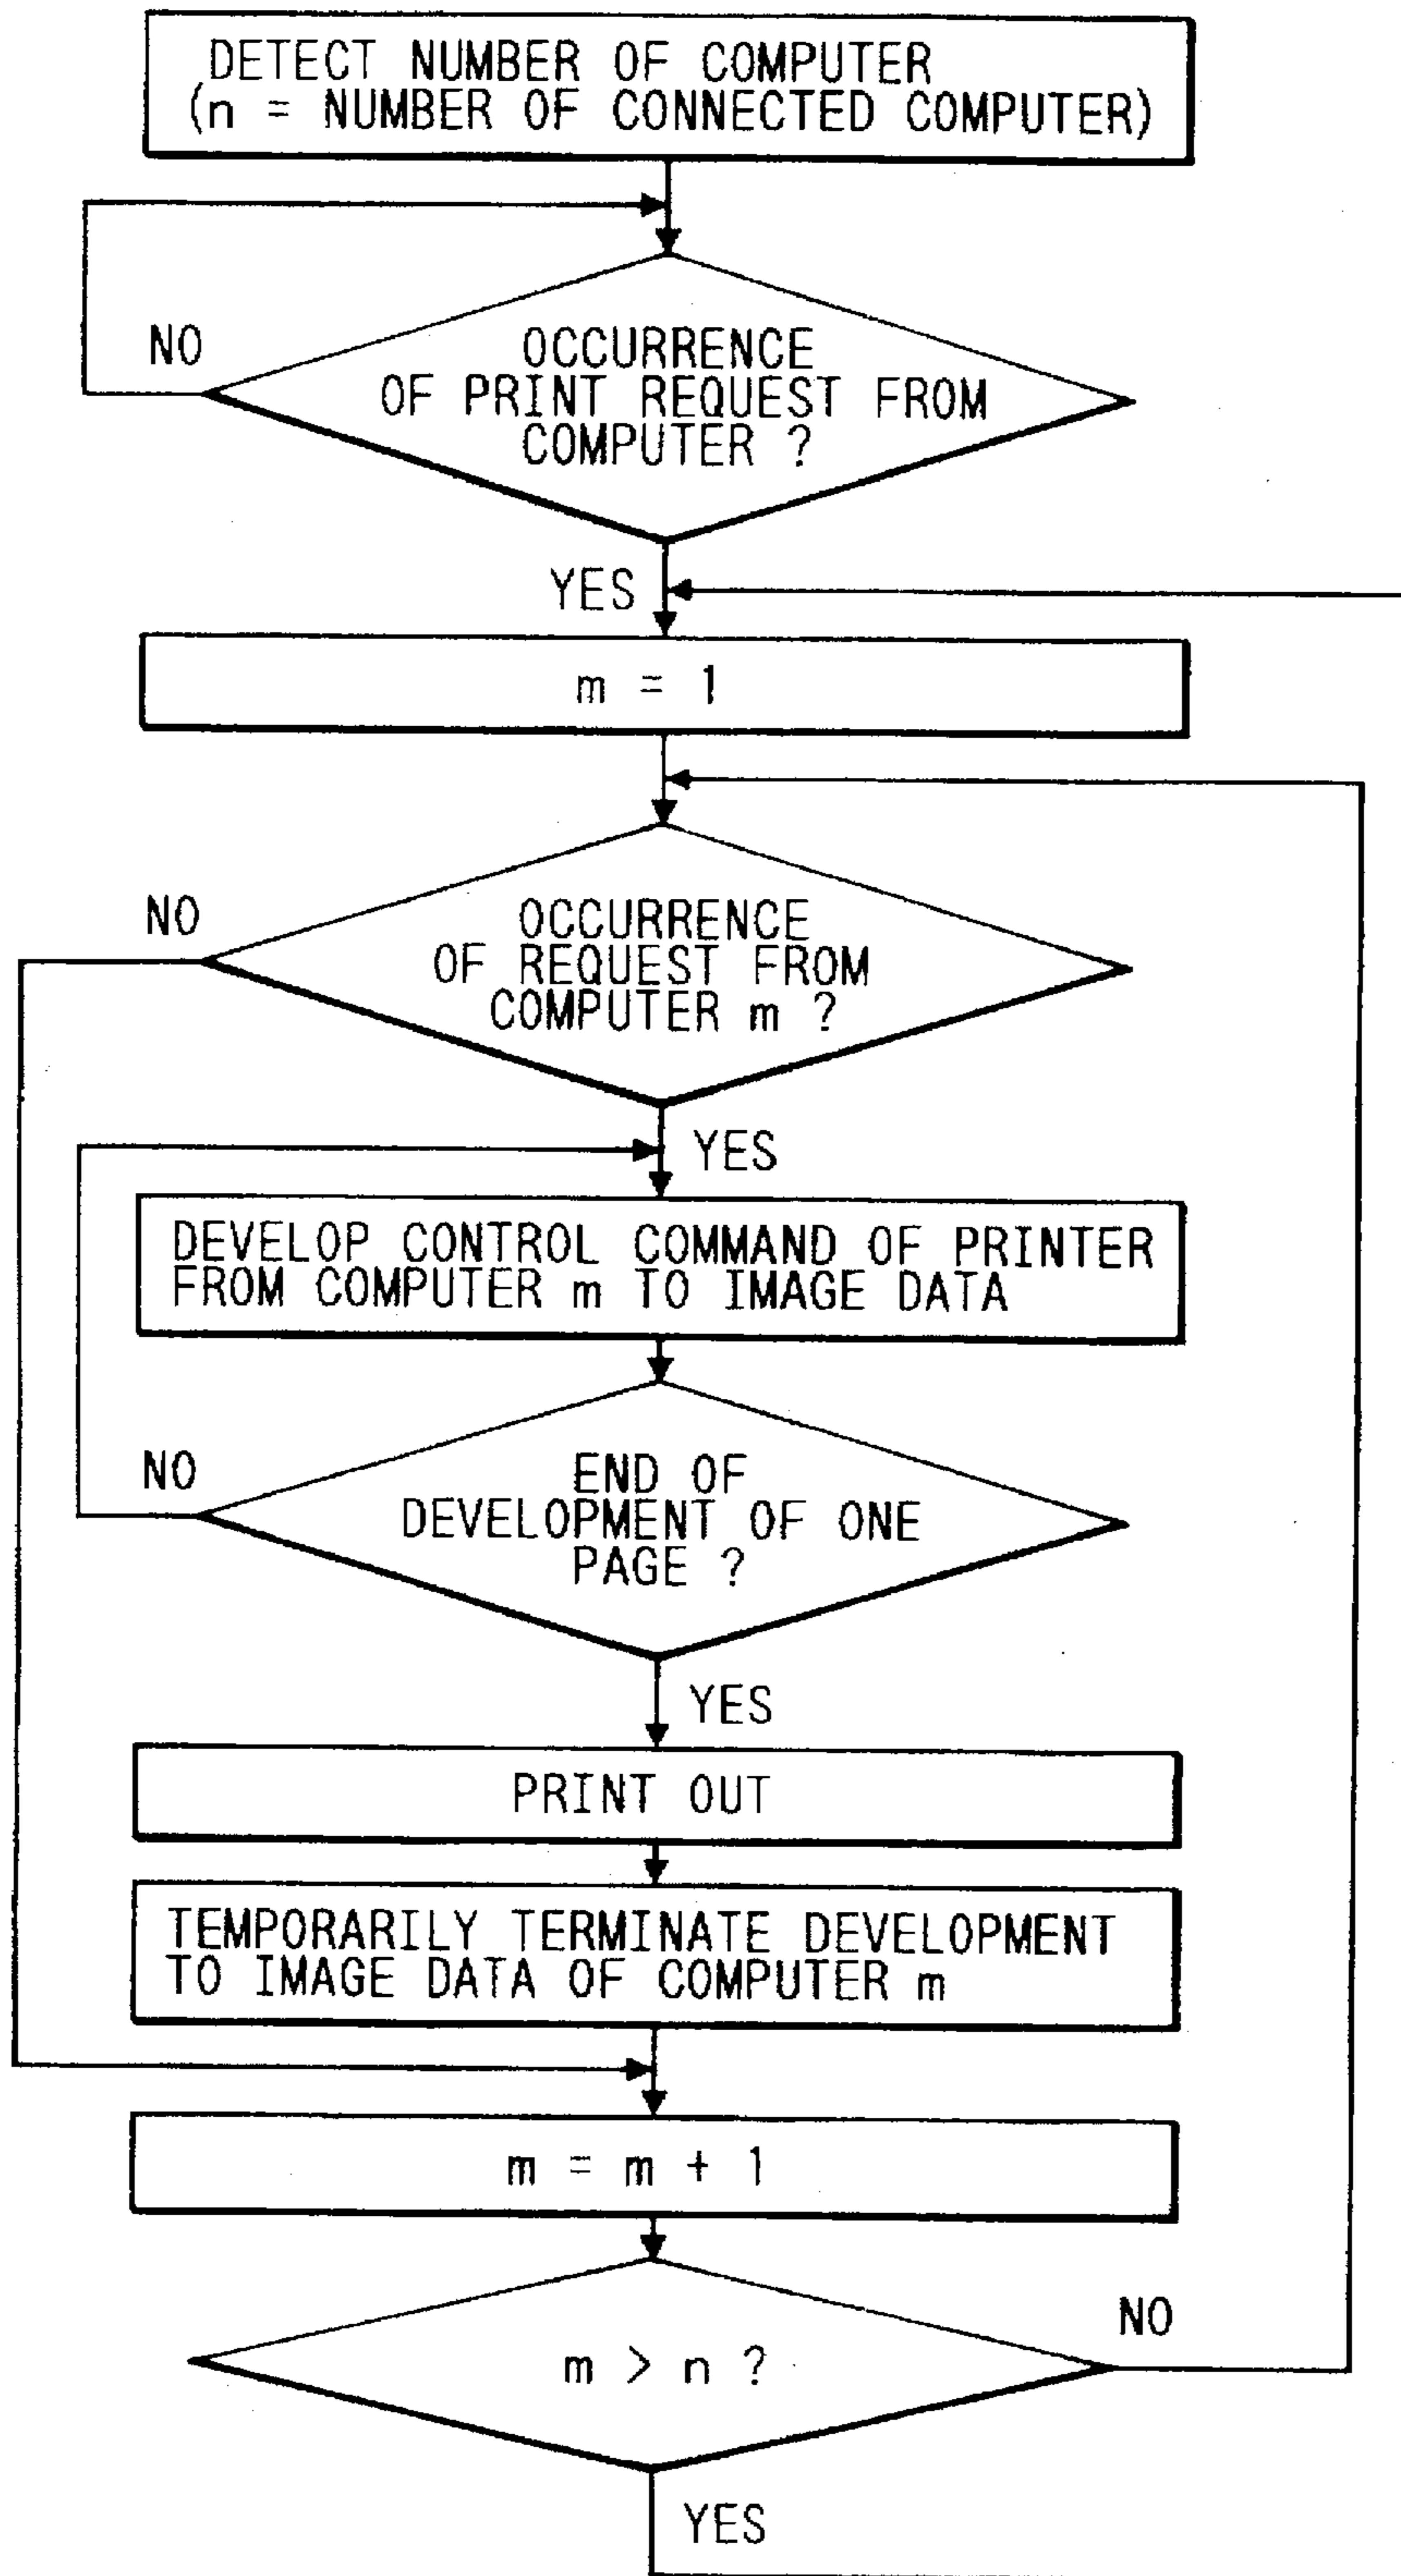 DETECT NUMBER OF COMPUTER
(n = NUMBER OF CONNECTED COMPUTER)
NO
OCCURRENCE
OF PRINT REQUEST FROM
COMPUTER ?
YES
m = 1
NO
OCCURRENCE
OF REQUEST FROM
COMPUTER m ?
YES
DEVELOP CONTROL COMMAND OF PRINTER
FROM COMPUTER m TO IMAGE DATA
NO
END OF
DEVELOPMENT OF ONE
PAGE ?
YES
PRINT OUT
TEMPORARILY TERMINATE DEVELOPMENT
TO IMAGE DATA OF COMPUTER m
m = m + 1
NO
m > n ?
YES